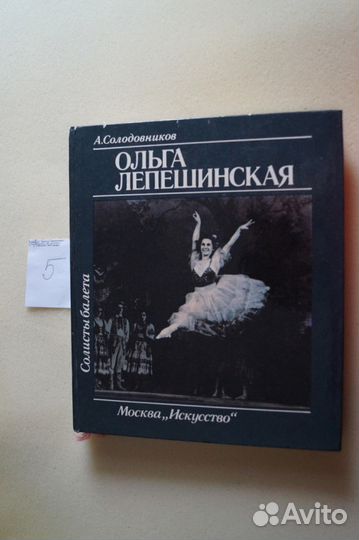 А.Солодовников
ОЛЬГА
ЛЕПЕШИНСКАЯ
Солисты балета
Москва „Искусство“
5
Avito